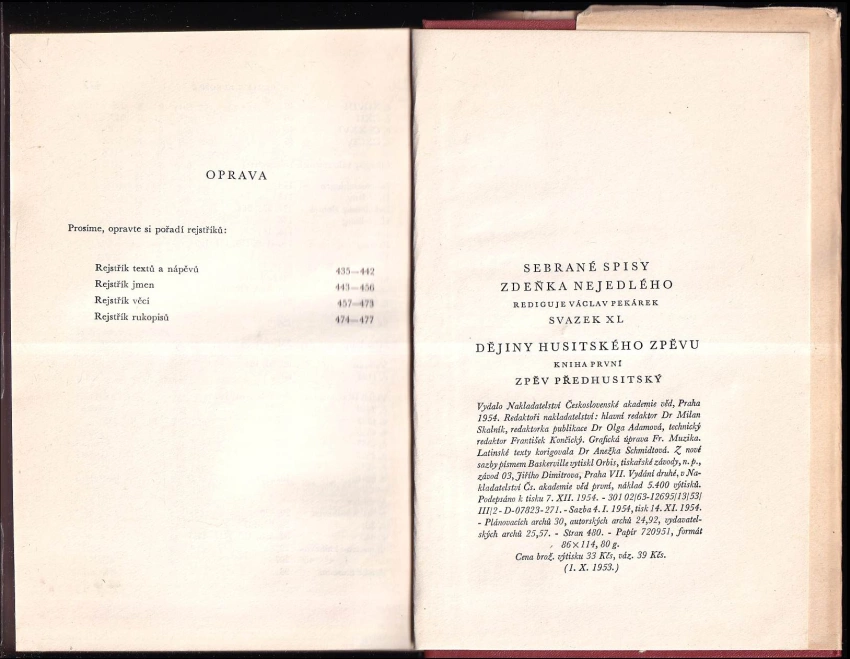 OPRAVA
Prosíme, opravte si pořadí rejstříků:
Rejstřík textů a nápěvů 435—442
Rejstřík jmen 443—456
Rejstřík věcí 457—473
Rejstřík rukopisů 474—477
SEBRANÉ SPISY
ZDEŇKA NEJEDLÉHO
REDIGUJE VÁCLAV PEKÁREK
SVAZEK XL
DĚJINY HUSITSKÉHO ZPĚVU
KNIHA PRVNÍ
ZPĚV PŘEDHUSITSKÝ
Vydalo Nakladatelství Československé akademie věd, Praha
1954. Redaktoři nakladatelství: hlavní redaktor Dr Milan
Skalník, redaktorka publikace Dr Olga Adamová, technický
redaktor František Končický. Grafická úprava Fr. Muzika.
Latinské texty korigovala Dr Anežka Schmidtová. Z nové
sazby písmem Baskerville vytiskl Orbis, tiskařské závody, n. p.,
závod 03, Jiřího Dimitrova, Praha VII. Vydání druhé, v Na-
kladatelství Čs. akademie věd první, náklad 5.400 výtisků.
Podepsáno k tisku 7. XII. 1954. - 301 02/63-12695/13/53/
III/2 - D-07823-271. - Sazba 4. I. 1954, tisk 14. XI. 1954.
- Plánovacích archů 30, autorských archů 24,92, vydavatel-
ských archů 25,57. - Stran 480. - Papír 720951, formát
86×114, 80 g.
Cena brož. výtisku 33 Kčs, váz. 39 Kčs.
(1. X. 1953.)